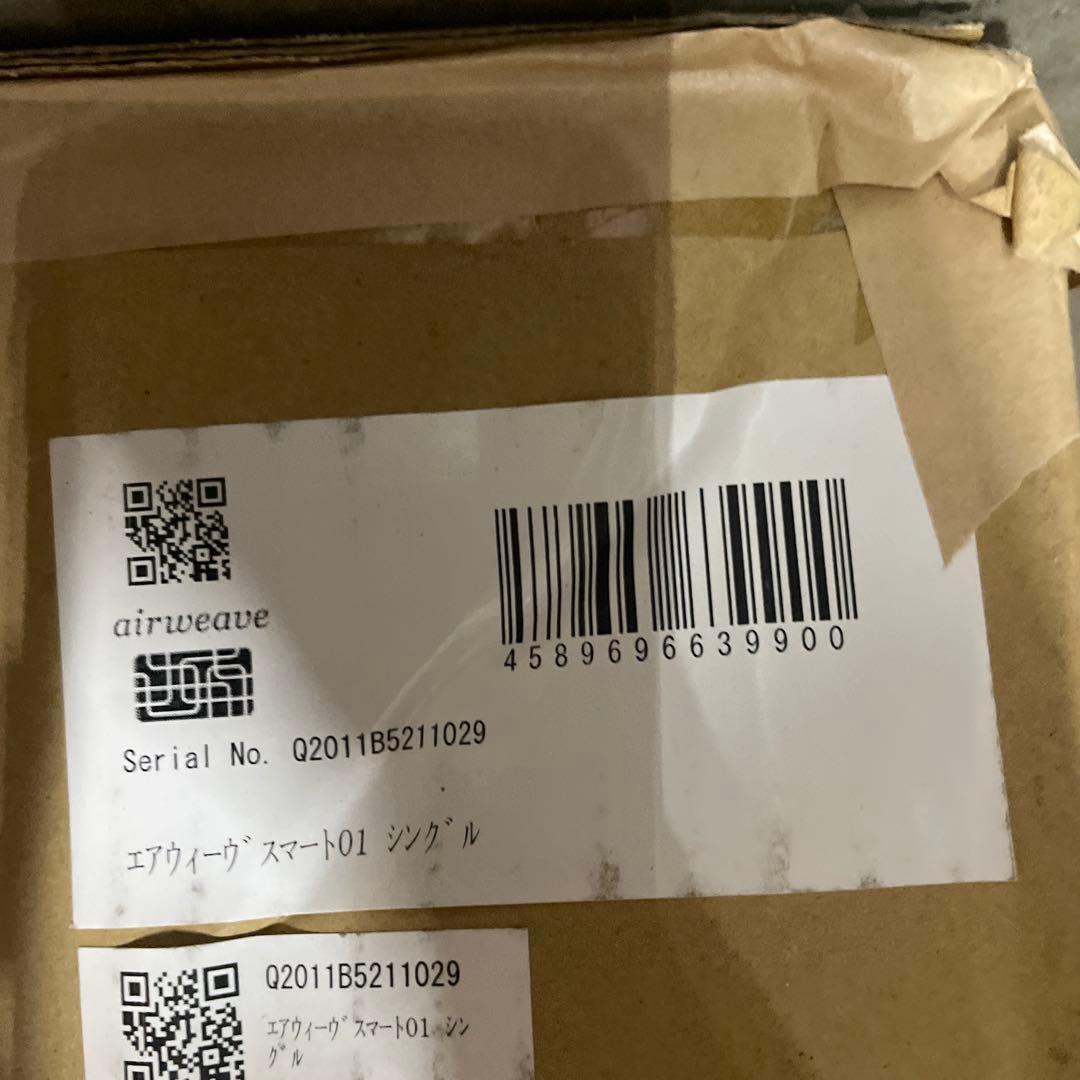 airweave
4589696639900
Serial No. Q2011B5211029
ｴｱｳｨｰｳﾞｽﾏｰﾄ01 ｼﾝｸﾞﾙ
Q2011B5211029
ｴｱｳｨｰｳﾞｽﾏｰﾄ01 ｼﾝ
ｸﾞﾙ